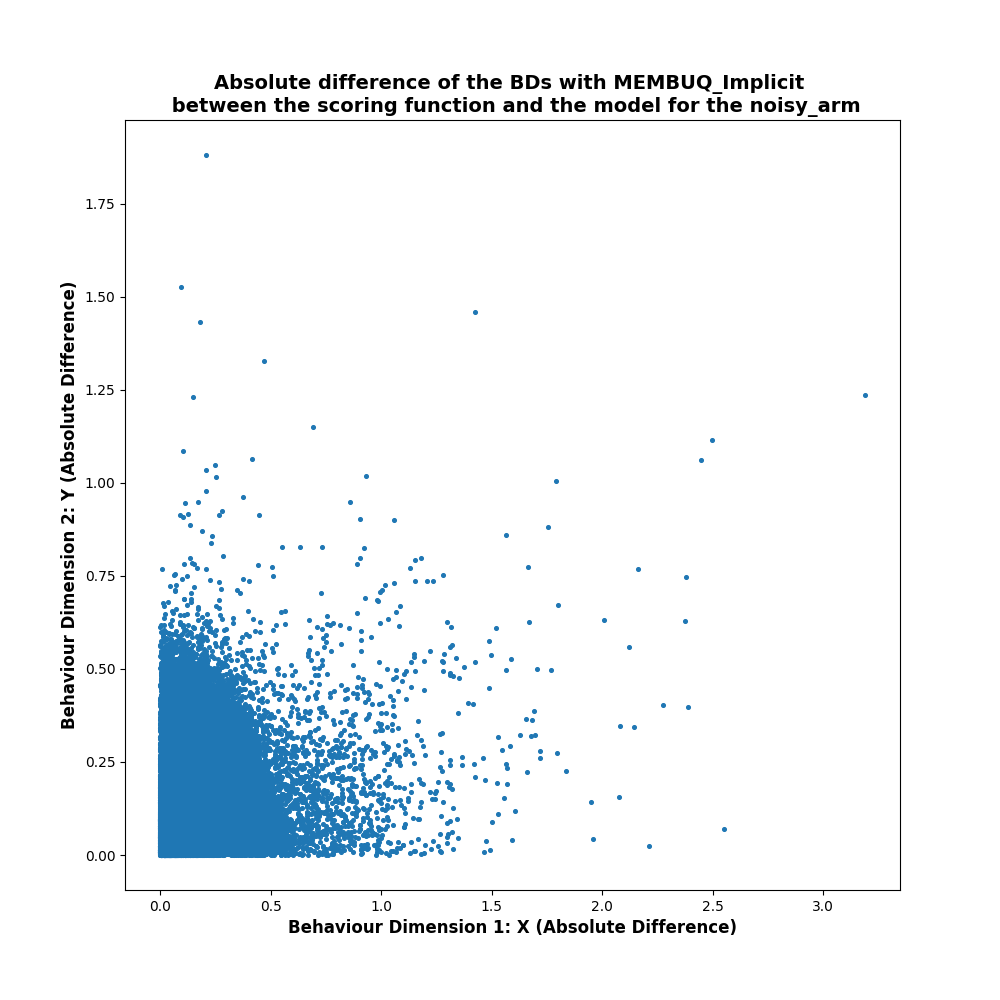 Absolute difference of the BDs with MEMBUQ_Implicit
between the scoring function and the model for the noisy_arm
1.75
1.50
1.25
1.00
0.75
0.50
0.25
0.00
Behaviour Dimension 2: Y (Absolute Difference)
0.0 0.5 1.0 1.5 2.0 2.5 3.0
Behaviour Dimension 1: X (Absolute Difference)